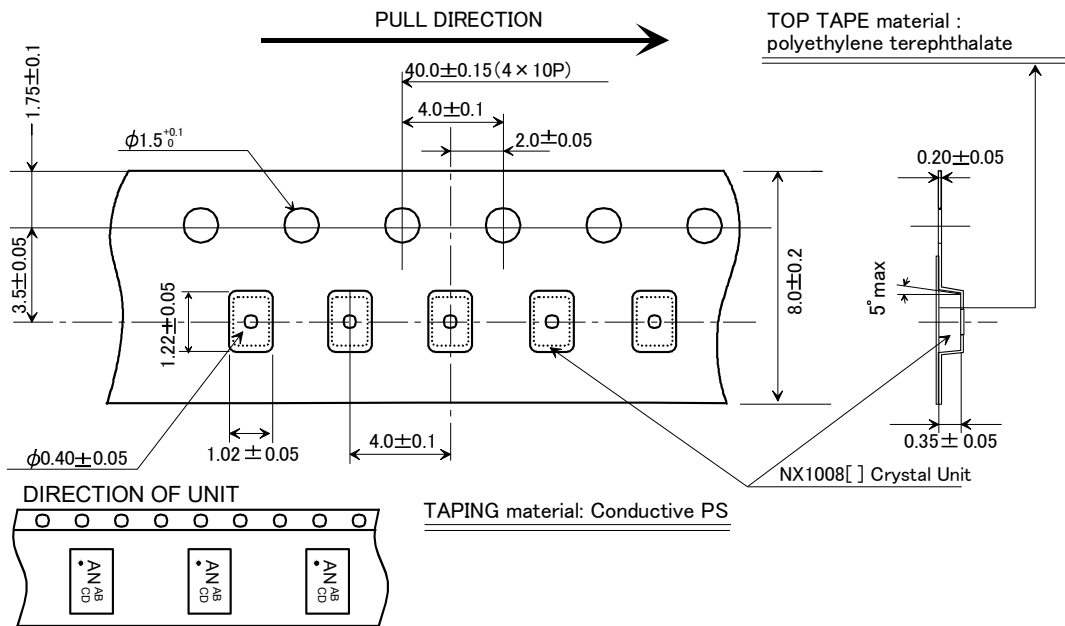 PULL DIRECTION
TOP TAPE material :
polyethylene terephthalate
1.75±0.1
40.0±0.15(4×10P)
4.0±0.1
φ1.5 +0.1 0
2.0±0.05
0.20±0.05
3.5±0.05
8.0±0.2
5°max
1.22±0.05
φ0.40±0.05
1.02±0.05
4.0±0.1
0.35±0.05
NX1008[ ] Crystal Unit
DIRECTION OF UNIT
TAPING material: Conductive PS
AN AB
CD
AN AB
CD
AN AB
CD